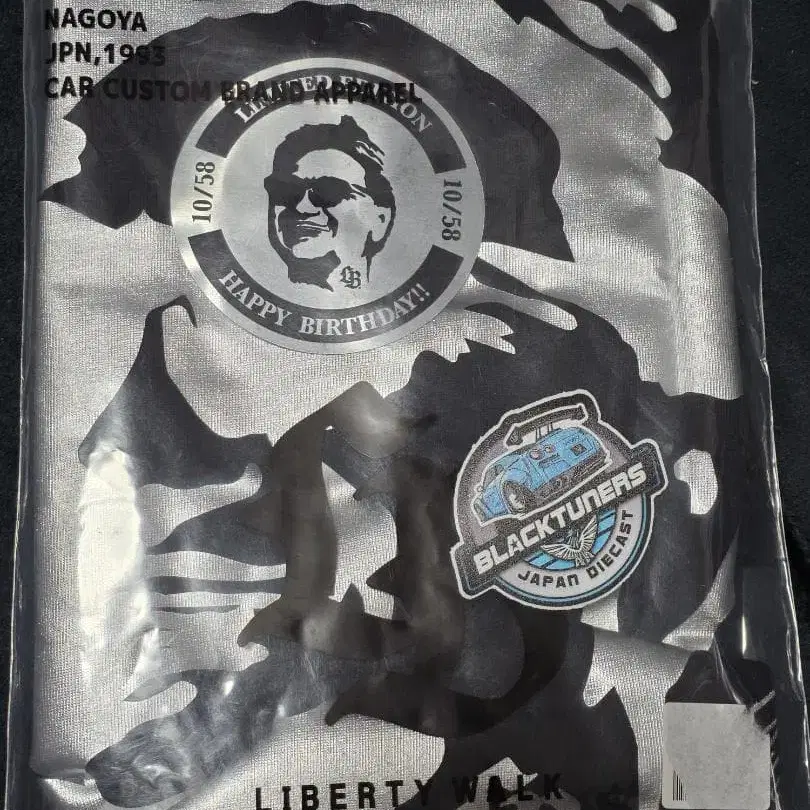 NAGOYA
JPN,1993
CAR CUSTOM BRAND APPAREL
LIMITED EDITION
10/58
10/58
LB
HAPPY BIRTHDAY!!
BLACKTUNERS
JAPAN DIECAST
LIBERTY WALK